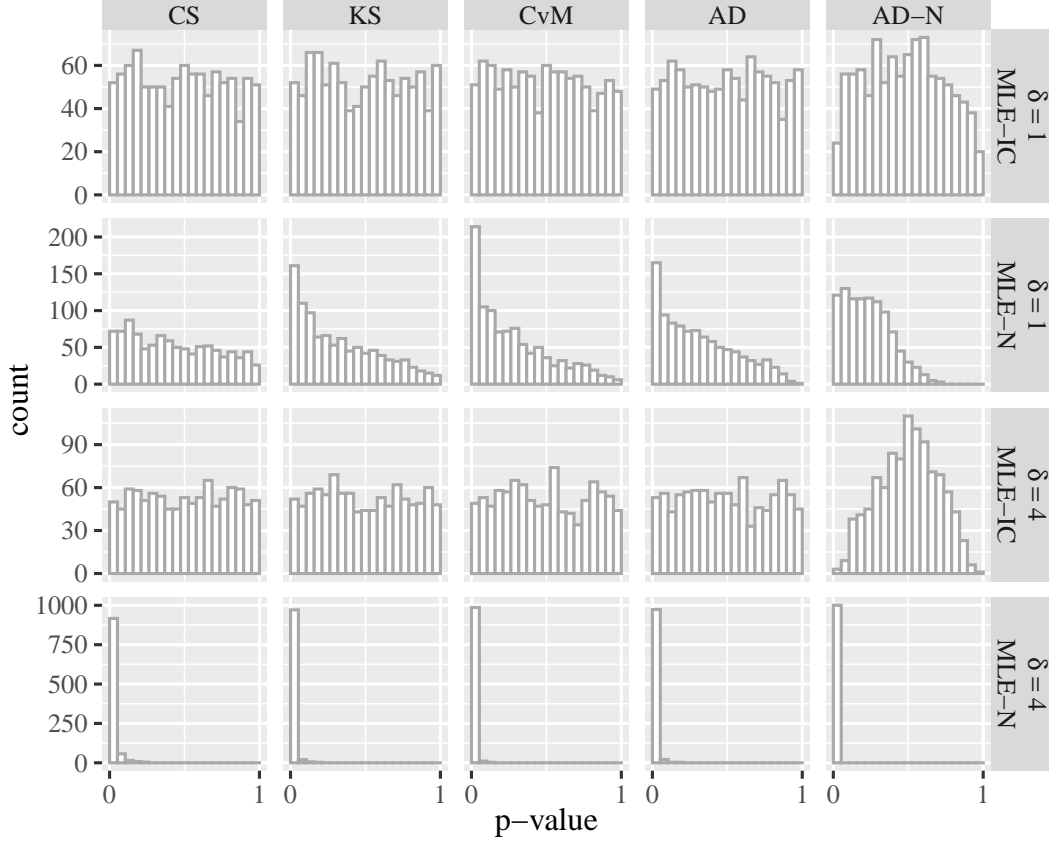 CS KS CvM AD AD−N
60
40
20
0
δ = 1
MLE−IC
200
150
100
50
0
δ = 1
MLE−N
count
90
60
30
0
δ = 4
MLE−IC
1000
750
500
250
0
δ = 4
MLE−N
0 1 0 1 0 1 0 1 0 1
p−value